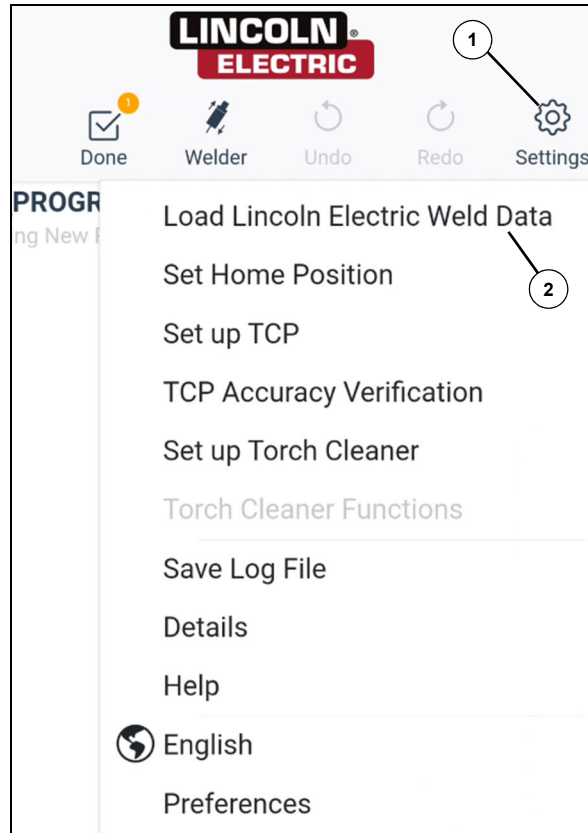 LINCOLN ®
ELECTRIC
1
1
Done Welder Undo Redo Settings
PROGR
ng New
Load Lincoln Electric Weld Data
2
Set Home Position
Set up TCP
TCP Accuracy Verification
Set up Torch Cleaner
Torch Cleaner Functions
Save Log File
Details
Help
English
Preferences